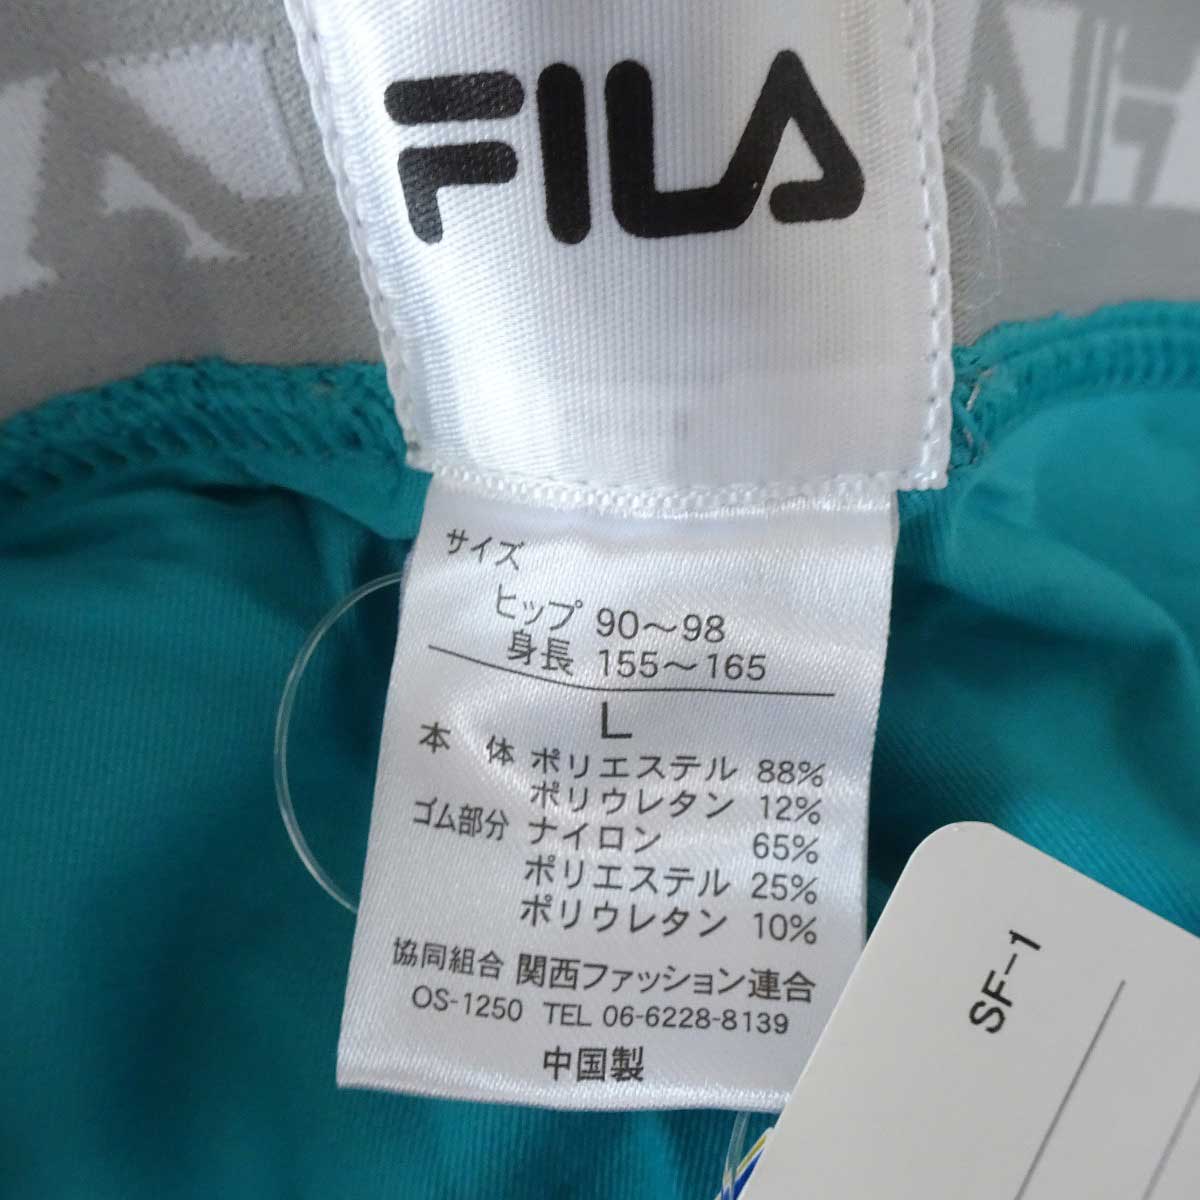 FILA
サイズ
ヒップ 90〜98
身長 155〜165
L
本 体 ポリエステル 88%
ポリウレタン 12%
ゴム部分 ナイロン 65%
ポリエステル 25%
ポリウレタン 10%
協同組合 関西ファッション連合
OS-1250 TEL 06-6228-8139
中国製
SF-1